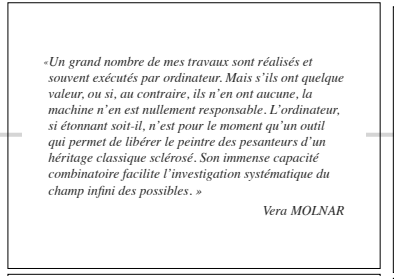 «Un grand nombre de mes travaux sont réalisés et
souvent exécutés par ordinateur. Mais s'ils ont quelque
valeur, ou si, au contraire, ils n'en ont aucune, la
machine n'en est nullement responsable. L'ordinateur,
si étonnant soit-il, n'est pour le moment qu'un outil
qui permet de libérer le peintre des pesanteurs d'un
héritage classique sclérosé. Son immense capacité
combinatoire facilite l'investigation systématique du
champ infini des possibles. »
Vera MOLNAR